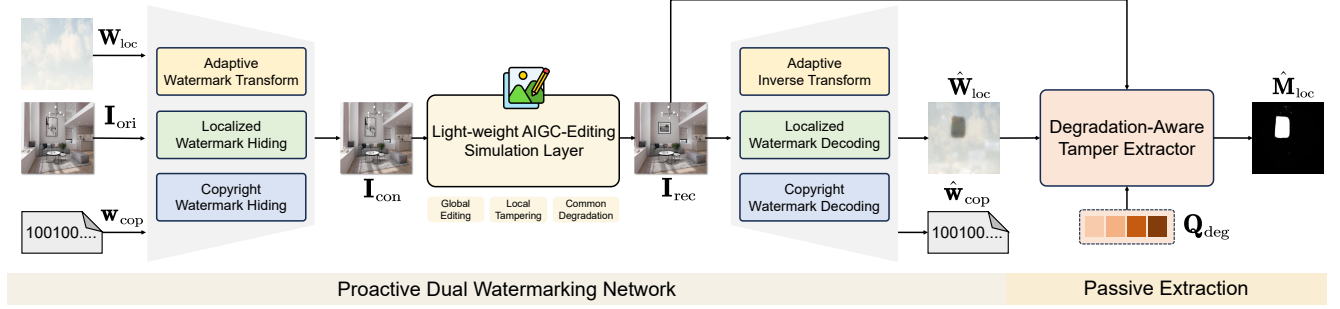 W_loc
I_ori
w_cop
100100....
Adaptive
Watermark Transform
Localized
Watermark Hiding
Copyright
Watermark Hiding
I_con
Light-weight AIGC-Editing
Simulation Layer
Global
Editing
Local
Tampering
Common
Degradation
I_rec
Adaptive
Inverse Transform
Localized
Watermark Decoding
Copyright
Watermark Decoding
Ŵ_loc
ŵ_cop
100100....
Degradation-Aware
Tamper Extractor
Q_deg
M̂_loc
Proactive Dual Watermarking Network
Passive Extraction